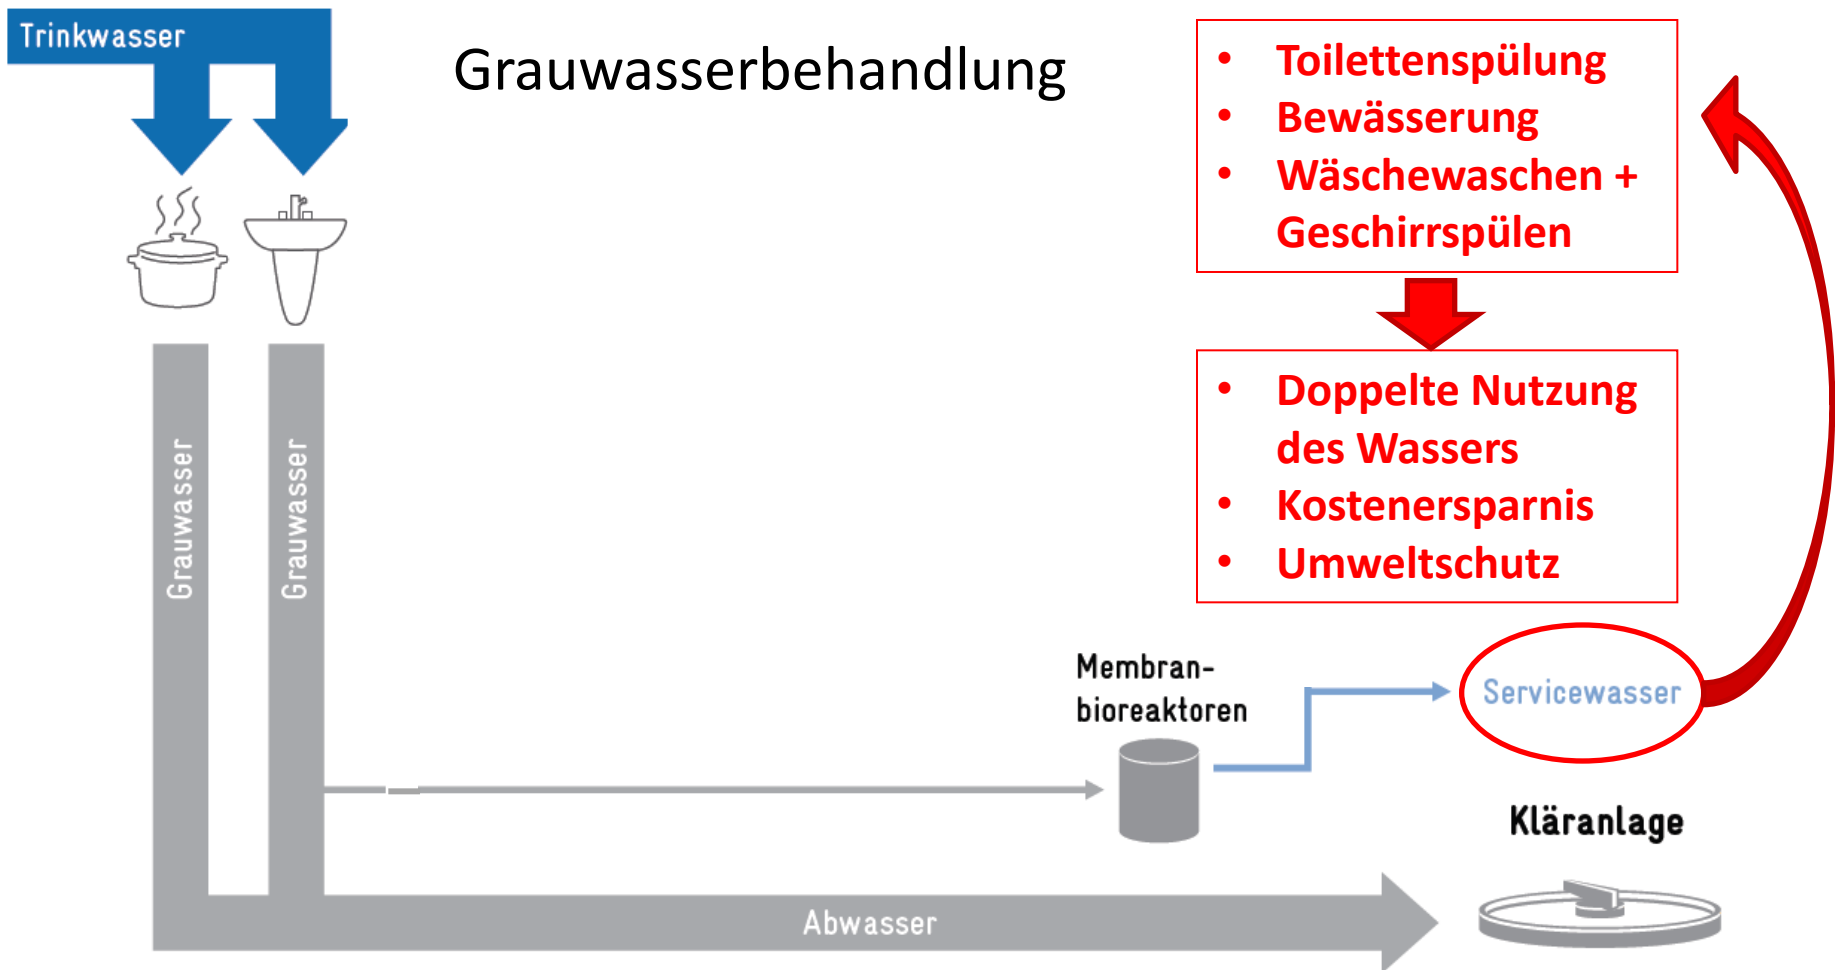 Trinkwasser
Grauwasserbehandlung
• Toilettenspülung
• Bewässerung
• Wäschewaschen +
Geschirrspülen
• Doppelte Nutzung
des Wassers
• Kostenersparnis
• Umweltschutz
Grauwasser
Grauwasser
Membran-
bioreaktoren
Servicewasser
Kläranlage
Abwasser